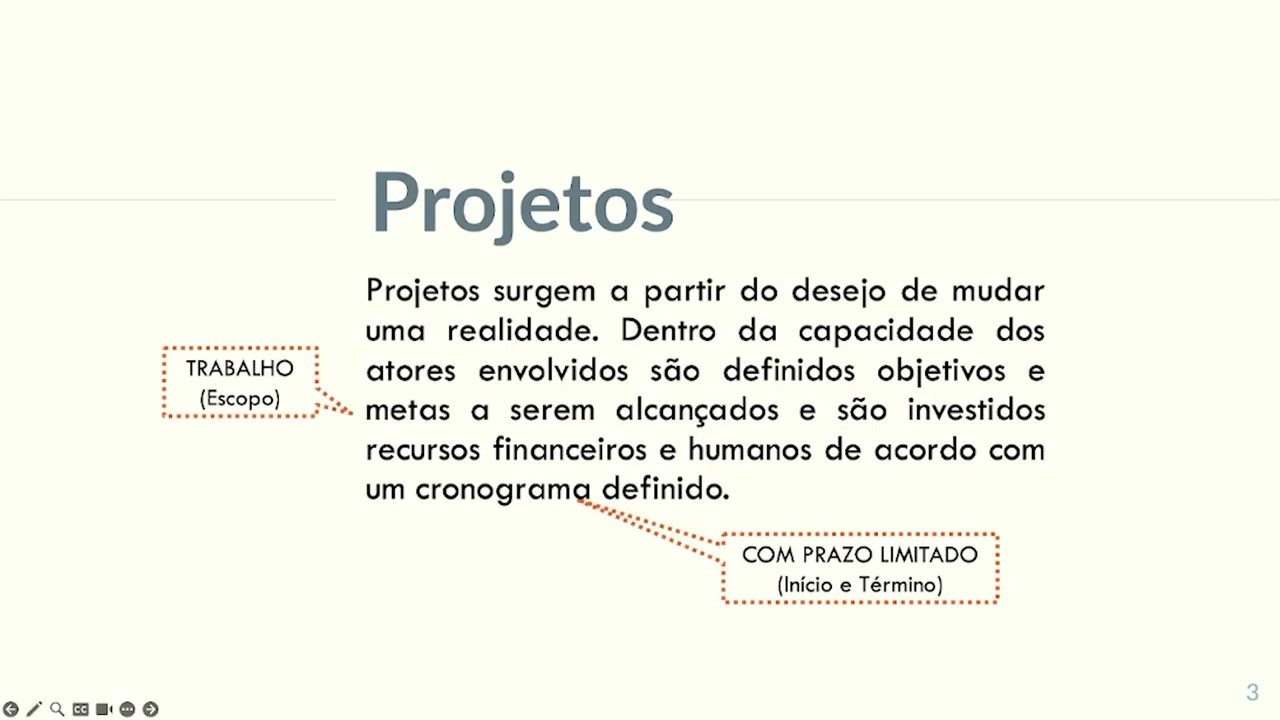 Projetos
Projetos surgem a partir do desejo de mudar
uma realidade. Dentro da capacidade dos
atores envolvidos são definidos objetivos e
metas a serem alcançados e são investidos
recursos financeiros e humanos de acordo com
um cronograma definido.
TRABALHO
(Escopo)
COM PRAZO LIMITADO
(Início e Término)
CC
3